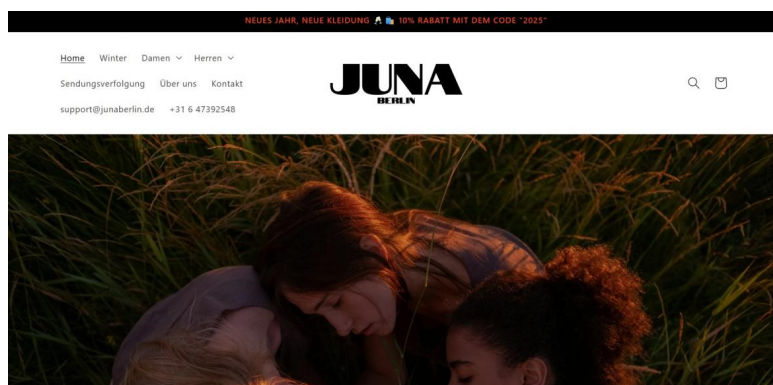 NEUES JAHR, NEUE KLEIDUNG 🥂 🛍️ 10% RABATT MIT DEM CODE "2025"
Home Winter Damen Herren
Sendungsverfolgung Über uns Kontakt
support@junaberlin.de +31 6 47392548
JUNA
BERLIN